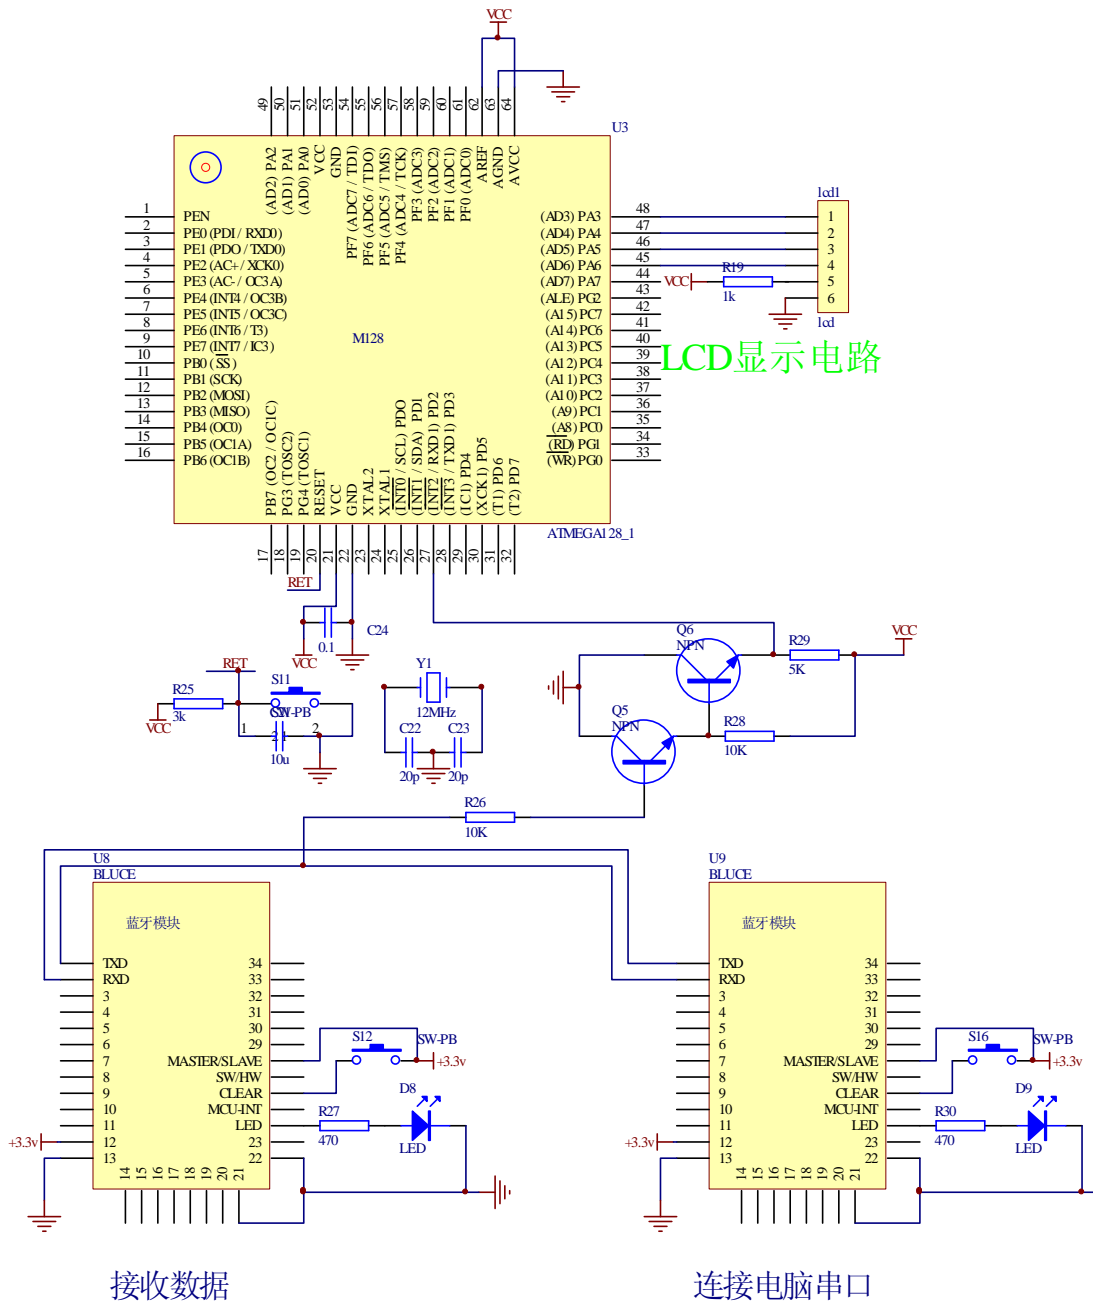 VCC
49 50 51 52 53 54 55 56 57 58 59 60 61 62 63 64
U3
(AD2) PA2
(AD1) PA1
(AD0) PA0
VCC
GND
PF7 (ADC7 / TDI)
PF6 (ADC6 / TDO)
PF5 (ADC5 / TMS)
PF4 (ADC4 / TCK)
PF3 (ADC3)
PF2 (ADC2)
PF1 (ADC1)
PF0 (ADC0)
AREF
AGND
AVCC
1 PEN
2 PE0 (PDI / RXD0)
3 PE1 (PDO / TXD0)
4 PE2 (AC+ / XCK0)
5 PE3 (AC- / OC3A)
6 PE4 (INT4 / OC3B)
7 PE5 (INT5 / OC3C)
8 PE6 (INT6 / T3)
9 PE7 (INT7 / IC3)
10 PB0 (SS)
11 PB1 (SCK)
12 PB2 (MOSI)
13 PB3 (MISO)
14 PB4 (OC0)
15 PB5 (OC1A)
16 PB6 (OC1B)
M128
(AD3) PA3 48
(AD4) PA4 47
(AD5) PA5 46
(AD6) PA6 45
(AD7) PA7 44
(ALE) PG2 43
(A15) PC7 42
(A14) PC6 41
(A13) PC5 40
(A12) PC4 39
(A11) PC3 38
(A10) PC2 37
(A9) PC1 36
(A8) PC0 35
(RD) PG1 34
(WR) PG0 33
lcd1
1
2
3
4
5
6
lcd
VCC
R19
1k
LCD显示电路
PB7 (OC2 / OC1C)
PG3 (TOSC2)
PG4 (TOSC1)
RESET
VCC
GND
XTAL2
XTAL1
(INT0 / SCL) PDO
(INT1 / SDA) PD1
(INT2 / RXD1) PD2
(INT3 / TXD1) PD3
(IC1) PD4
(XCK1) PD5
(T1) PD6
(T2) PD7
ATMEGA128_1
17 18 19 20 21 22 23 24 25 26 27 28 29 30 31 32
RET
C24
0.1
VCC
RET
R25
3k
VCC
S11
SW-PB
1
2
10u
Y1
12MHz
C22
20p
C23
20p
Q6
NPN
R29
5K
VCC
Q5
NPN
R28
10K
R26
10K
U8
BLUCE
蓝牙模块
TXD
RXD
3
4
5
6
7
8
9
10
11
12
13
34
33
32
31
30
29
MASTER/SLAVE
SW/HW
CLEAR
MCU-INT
LED
23
22
14 15 16 17 18 19 20 21
S12
SW-PB
+3.3v
D8
R27
470
LED
+3.3v
U9
BLUCE
蓝牙模块
TXD
RXD
3
4
5
6
7
8
9
10
11
12
13
34
33
32
31
30
29
MASTER/SLAVE
SW/HW
CLEAR
MCU-INT
LED
23
22
14 15 16 17 18 19 20 21
S16
SW-PB
+3.3v
D9
R30
470
LED
+3.3v
接收数据
连接电脑串口